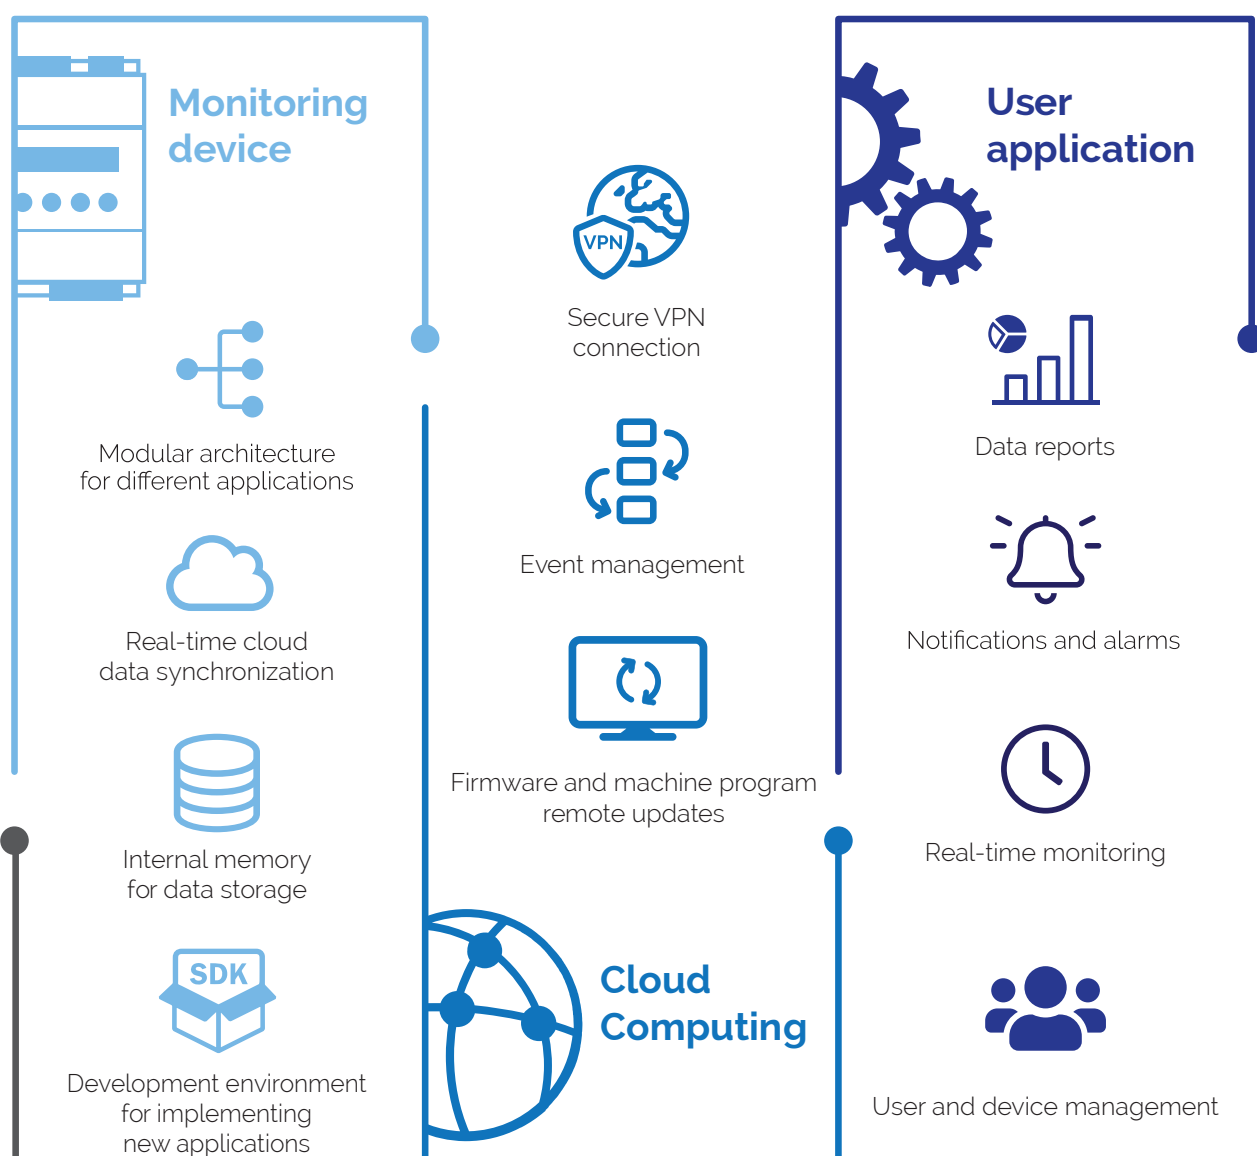 Monitoring
device
Modular architecture
for different applications
Real-time cloud
data synchronization
Internal memory
for data storage
SDK
Development environment
for implementing
new applications
VPN
Secure VPN
connection
Event management
Firmware and machine program
remote updates
Cloud
Computing
User
application
Data reports
Notifications and alarms
Real-time monitoring
User and device management